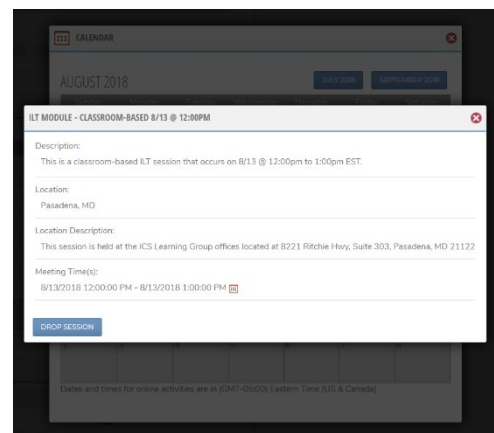 CALENDAR
AUGUST 2018
JULY 2018
SEPTEMBER 2018
ILT MODULE - CLASSROOM-BASED 8/13 @ 12:00PM
Description:
This is a classroom-based ILT session that occurs on 8/13 @ 12:00pm to 1:00pm EST.
Location:
Pasadena, MD
Location Description:
This session is held at the ICS Learning Group offices located at 8221 Ritchie Hwy, Suite 303, Pasadena, MD 21122
Meeting Time(s):
8/13/2018 12:00:00 PM - 8/13/2018 1:00:00 PM
DROP SESSION
Dates and times for online activities are in (GMT-05:00) Eastern Time (US & Canada)